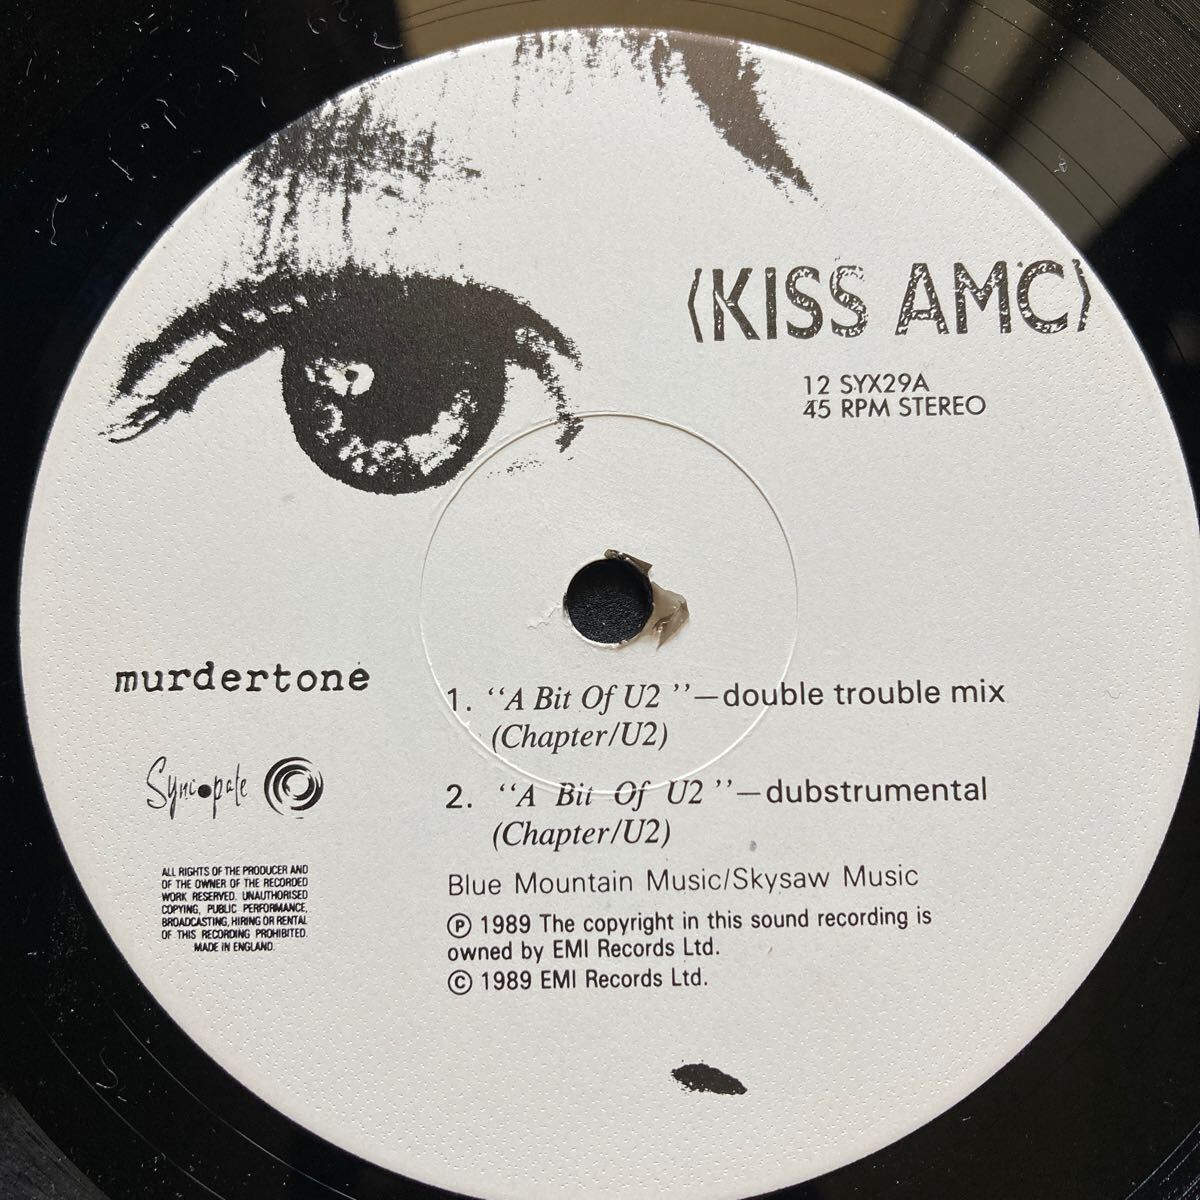 (KISS AMC)
12 SYX29A
45 RPM STEREO
murdertone
Syncopate
1. “A Bit Of U2”—double trouble mix
(Chapter/U2)
2. “A Bit Of U2”—dubstrumental
(Chapter/U2)
Blue Mountain Music/Skysaw Music
Ⓟ 1989 The copyright in this sound recording is
owned by EMI Records Ltd.
© 1989 EMI Records Ltd.
ALL RIGHTS OF THE PRODUCER AND
OF THE OWNER OF THE RECORDED
WORK RESERVED. UNAUTHORISED
COPYING, PUBLIC PERFORMANCE,
BROADCASTING, HIRING OR RENTAL
OF THIS RECORDING PROHIBITED.
MADE IN ENGLAND.